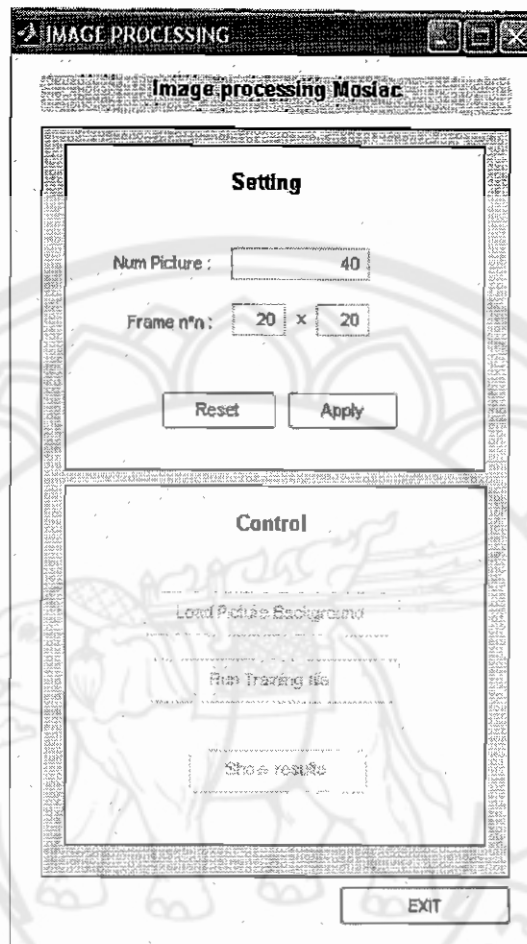 IMAGE PROCESSING
Image processing Mosiac
Setting
Num Picture : 40
Frame n*n : 20 x 20
Reset Apply
Control
Load Picture Background
Run Training file
Show results
EXIT